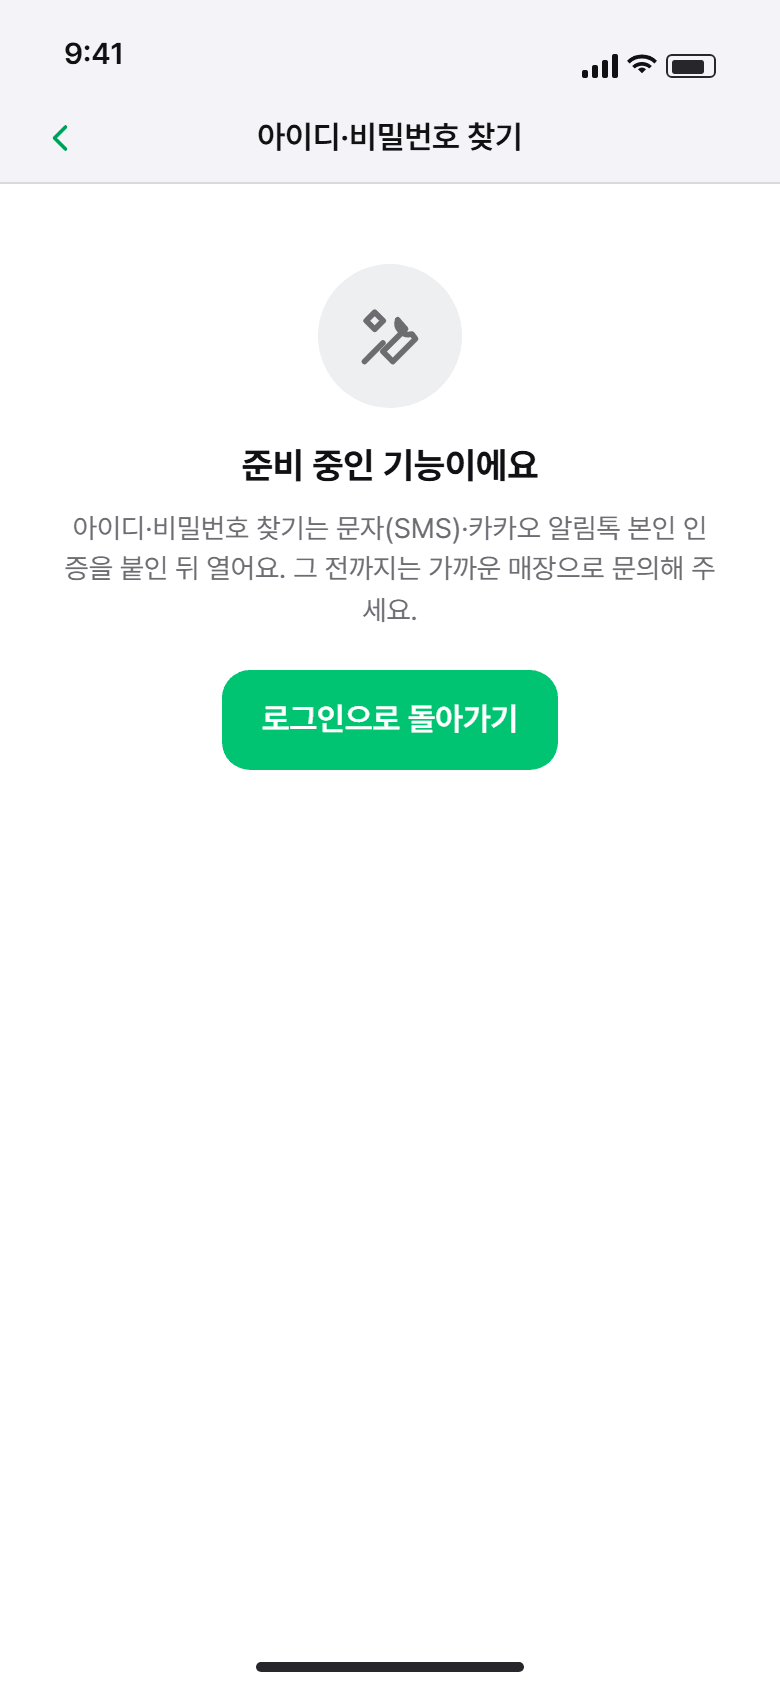 9:41
아이디·비밀번호 찾기
준비 중인 기능이에요
아이디·비밀번호 찾기는 문자(SMS)·카카오 알림톡 본인 인
증을 붙인 뒤 열어요. 그 전까지는 가까운 매장으로 문의해 주
세요.
로그인으로 돌아가기